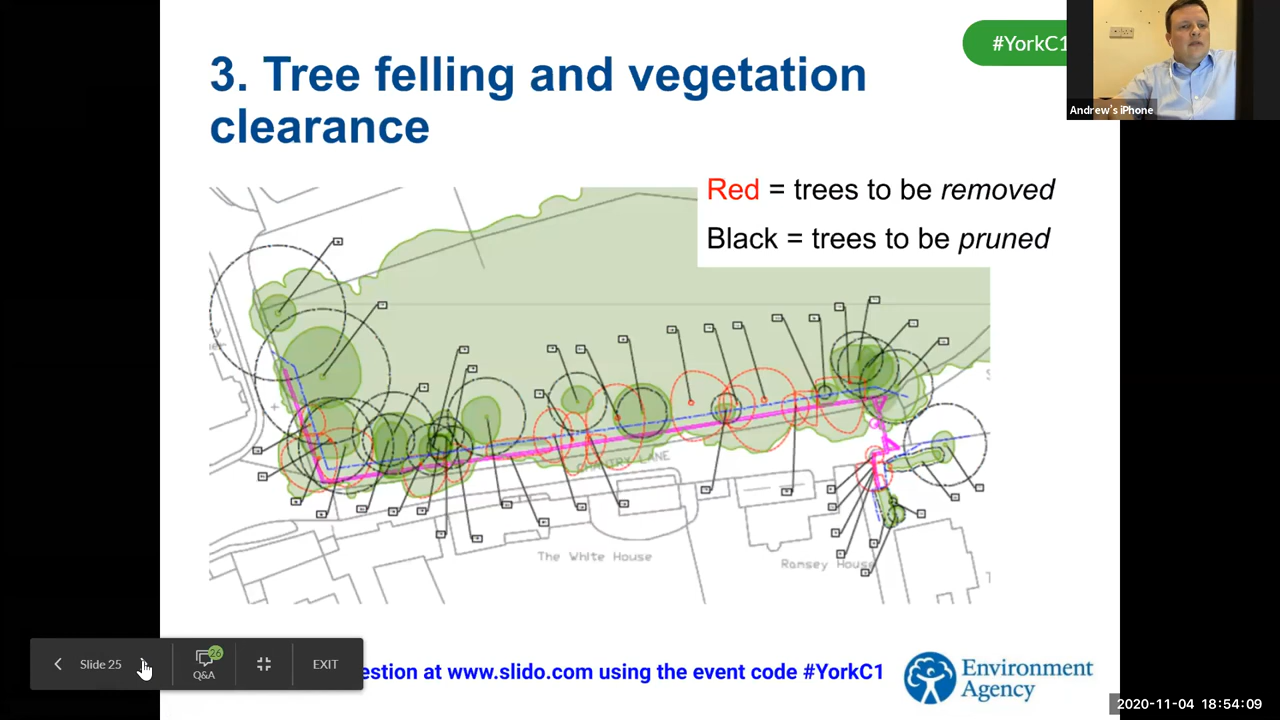 #YorkC1
3. Tree felling and vegetation
clearance
Andrew's iPhone
Red = trees to be removed
Black = trees to be pruned
CHANTRY LANE
The White House
Ramsey House
Slide 25
26
Q&A
EXIT
estion at www.slido.com using the event code #YorkC1
Environment
Agency
2020-11-04 18:54:09